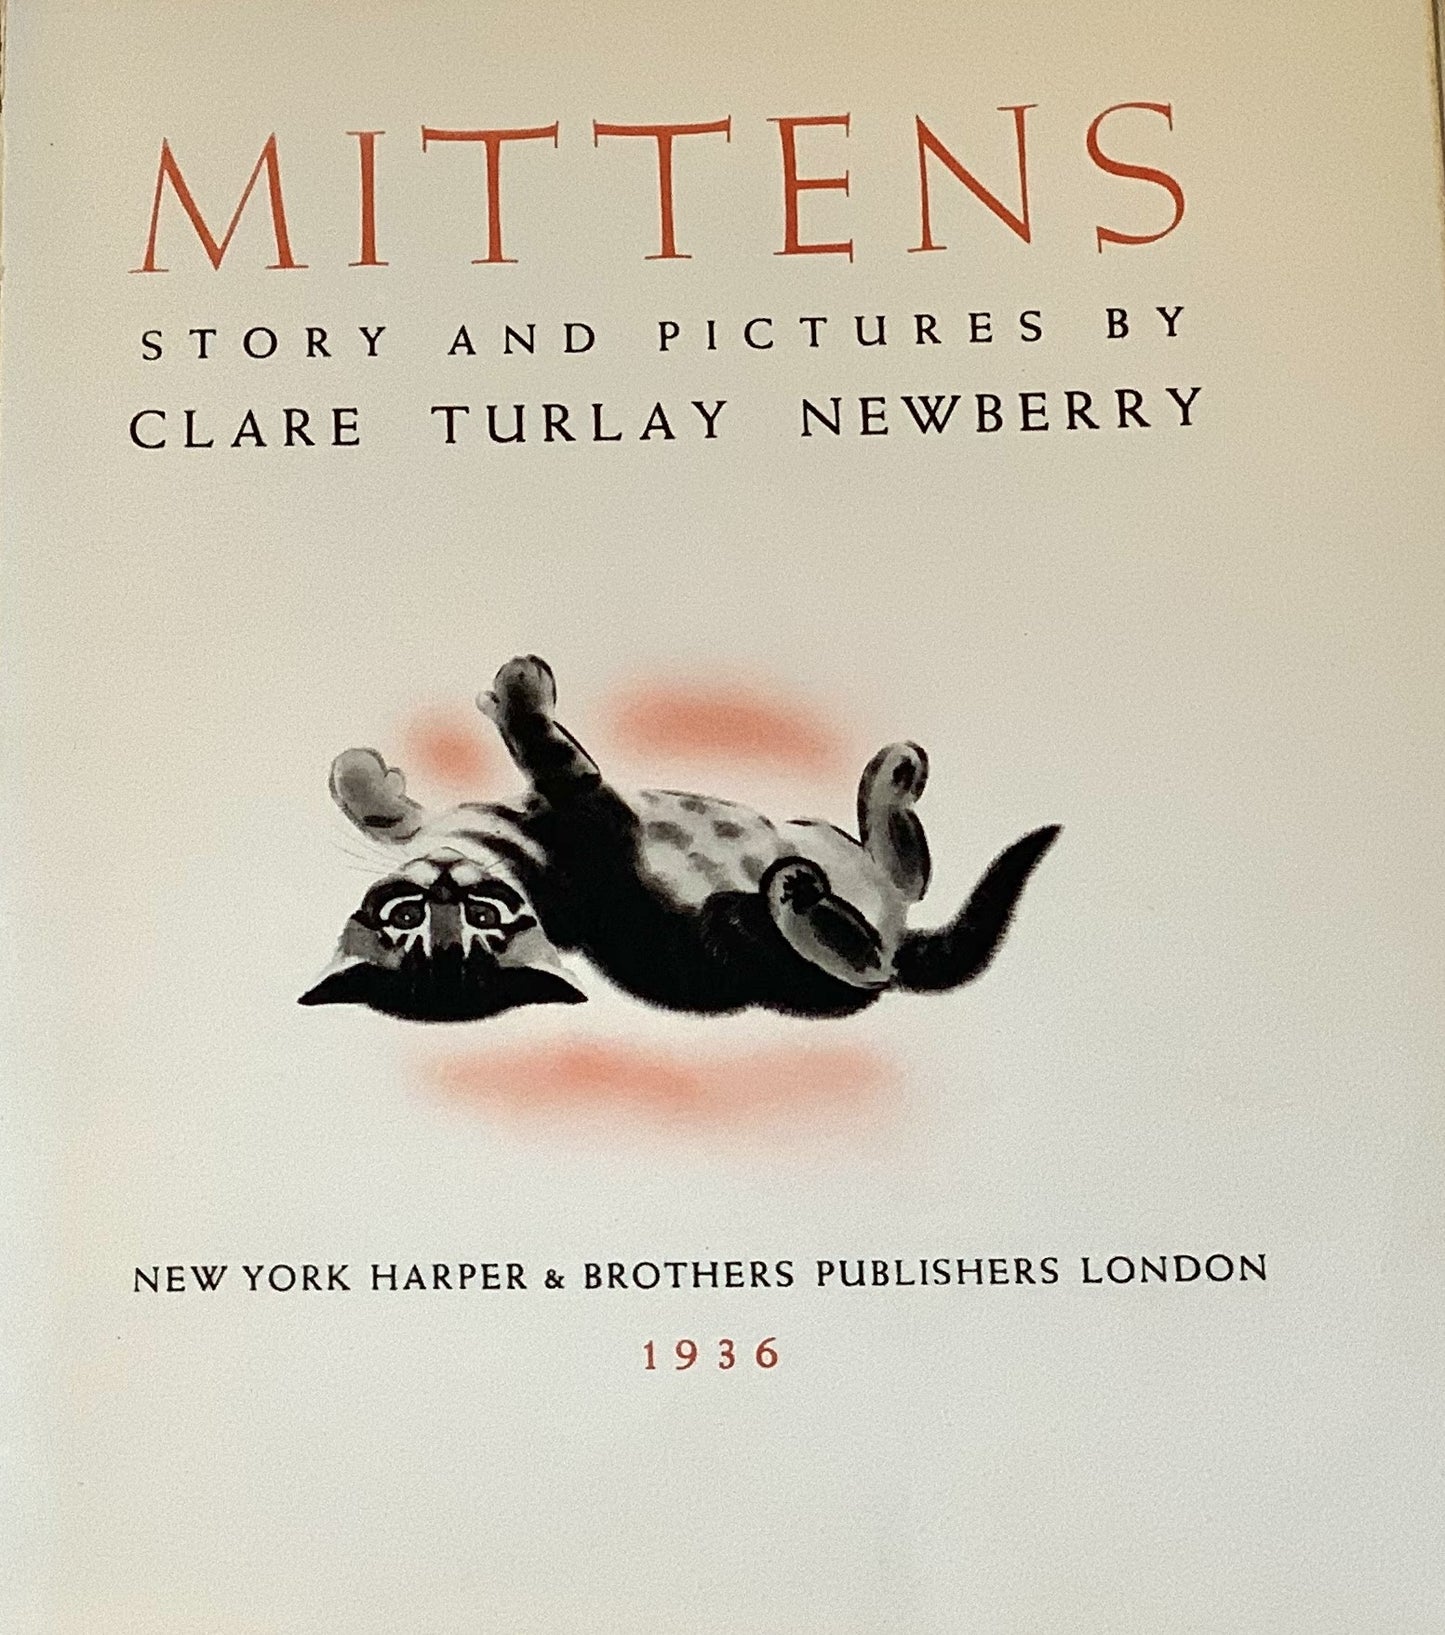 MITTENS
STORY AND PICTURES BY
CLARE TURLAY NEWBERRY
NEW YORK HARPER & BROTHERS PUBLISHERS LONDON
1936